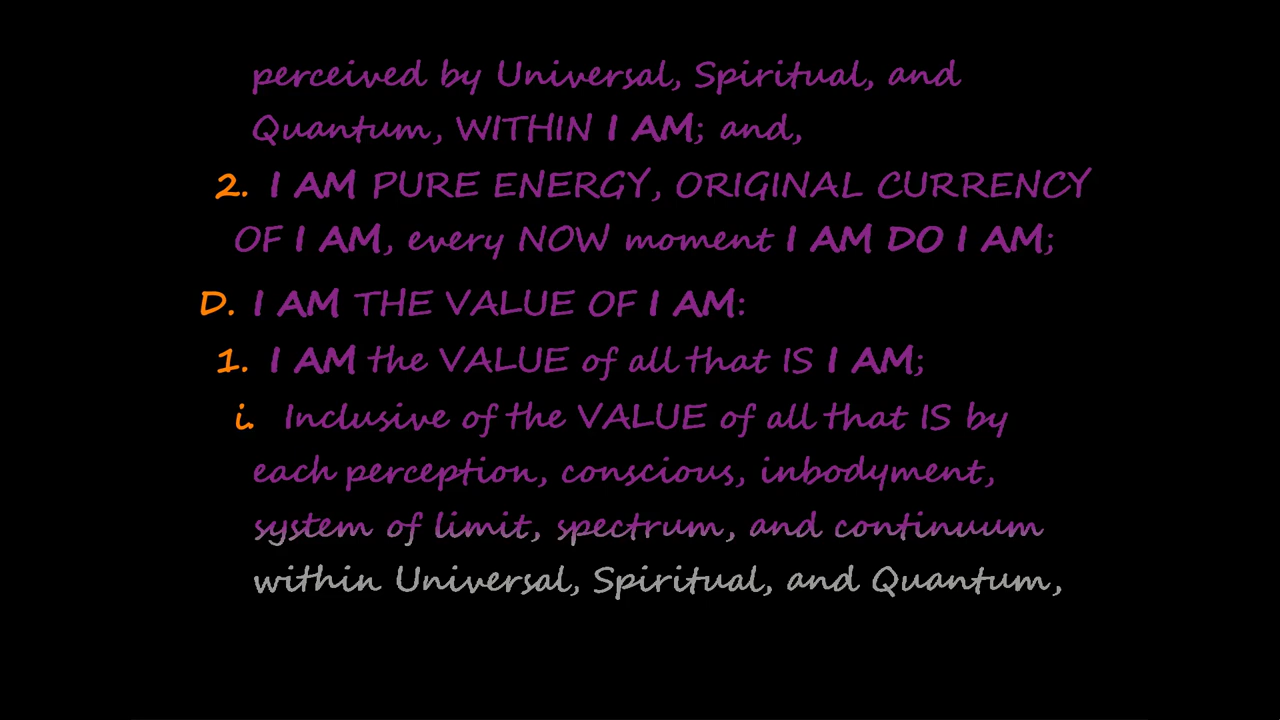 perceived by Universal, Spiritual, and
Quantum, WITHIN I AM; and,
2. I AM PURE ENERGY, ORIGINAL CURRENCY
OF I AM, every NOW moment I AM DO I AM;
D. I AM THE VALUE OF I AM:
1. I AM the VALUE of all that IS I AM;
i. Inclusive of the VALUE of all that IS by
each perception, conscious, inbodyment,
system of limit, spectrum, and continuum
within Universal, Spiritual, and Quantum,